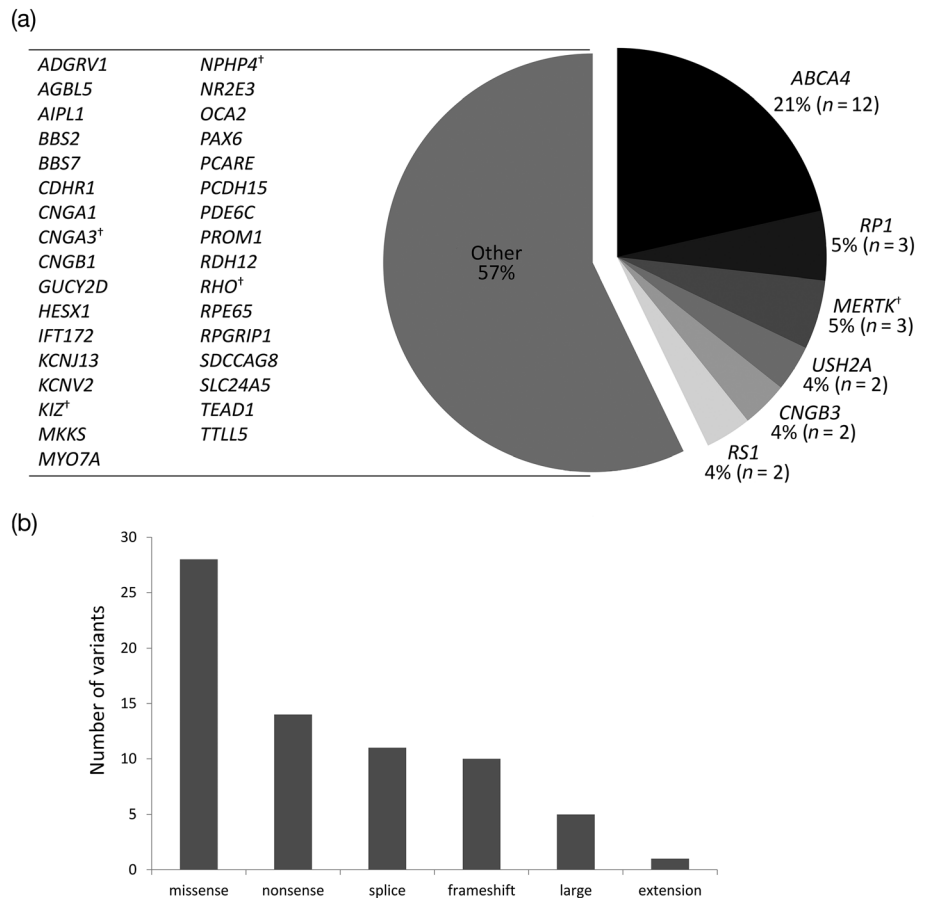 (a)
ADGRV1 NPHP4†
AGBL5 NR2E3
AIPL1 OCA2
BBS2 PAX6
BBS7 PCARE
CDHR1 PCDH15
CNGA1 PDE6C
CNGA3† PROM1
CNGB1 RDH12
GUCY2D RHO†
HESX1 RPE65
IFT172 RPGRIP1
KCNJ13 SDCCAG8
KCNV2 SLC24A5
KIZ† TEAD1
MKKS TTLL5
MYO7A
Other
57%
ABCA4
21% (n = 12)
RP1
5% (n = 3)
MERTK†
5% (n = 3)
USH2A
4% (n = 2)
CNGB3
4% (n = 2)
RS1
4% (n = 2)
(b)
Number of variants
30
25
20
15
10
5
0
missense nonsense splice frameshift large extension